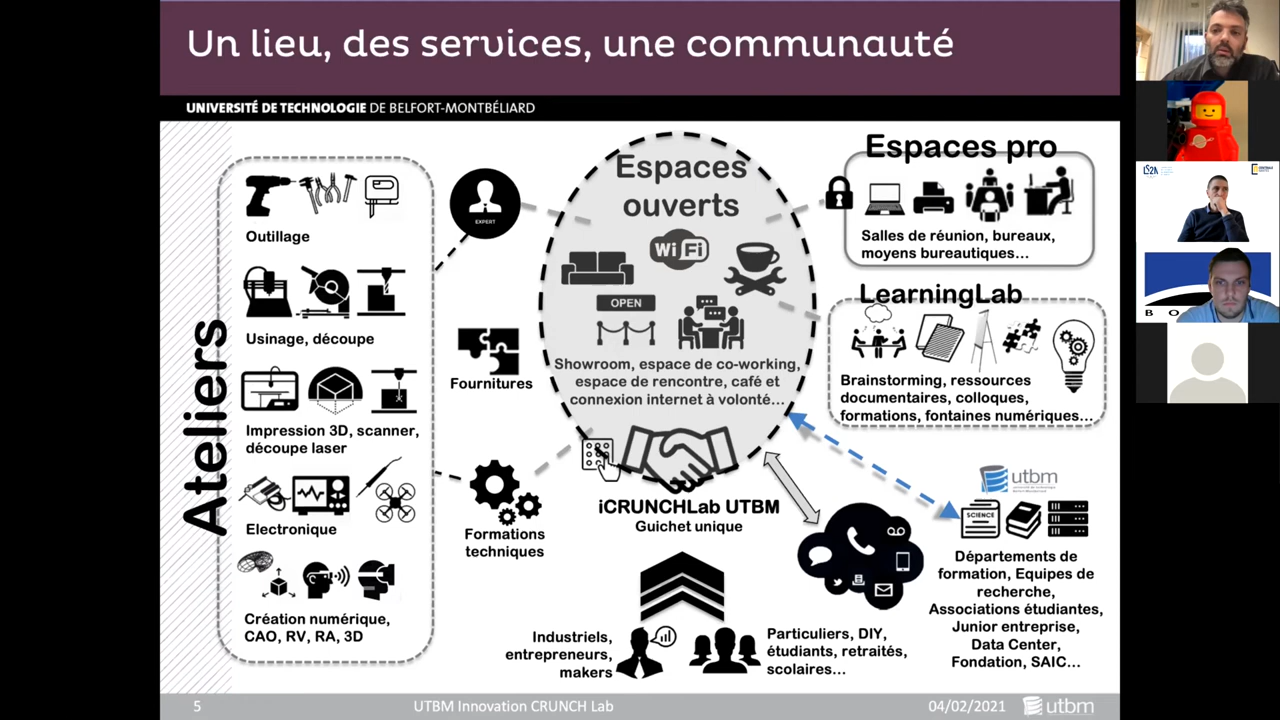 Un lieu, des services, une communauté
UNIVERSITÉ DE TECHNOLOGIE DE BELFORT-MONTBÉLIARD
Ateliers
Outillage
Usinage, découpe
Impression 3D, scanner,
découpe laser
Electronique
Création numérique,
CAO, RV, RA, 3D
EXPERT
Fournitures
Formations
techniques
Espaces
ouverts
WiFi
OPEN
Showroom, espace de co-working,
espace de rencontre, café et
connexion internet à volonté...
iCRUNCHLab UTBM
Guichet unique
Industriels,
entrepreneurs,
makers
Particuliers, DIY,
étudiants, retraités,
scolaires...
Espaces pro
Salles de réunion, bureaux,
moyens bureautiques...
LearningLab
Brainstorming, ressources
documentaires, colloques,
formations, fontaines numériques...
utbm
SCIENCE
Départements de
formation, Equipes de
recherche,
Associations étudiantes,
Junior entreprise,
Data Center,
Fondation, SAIC...
5
UTBM Innovation CRUNCH Lab
04/02/2021
utbm
LS2N
CENTRALE
NANTES
B O